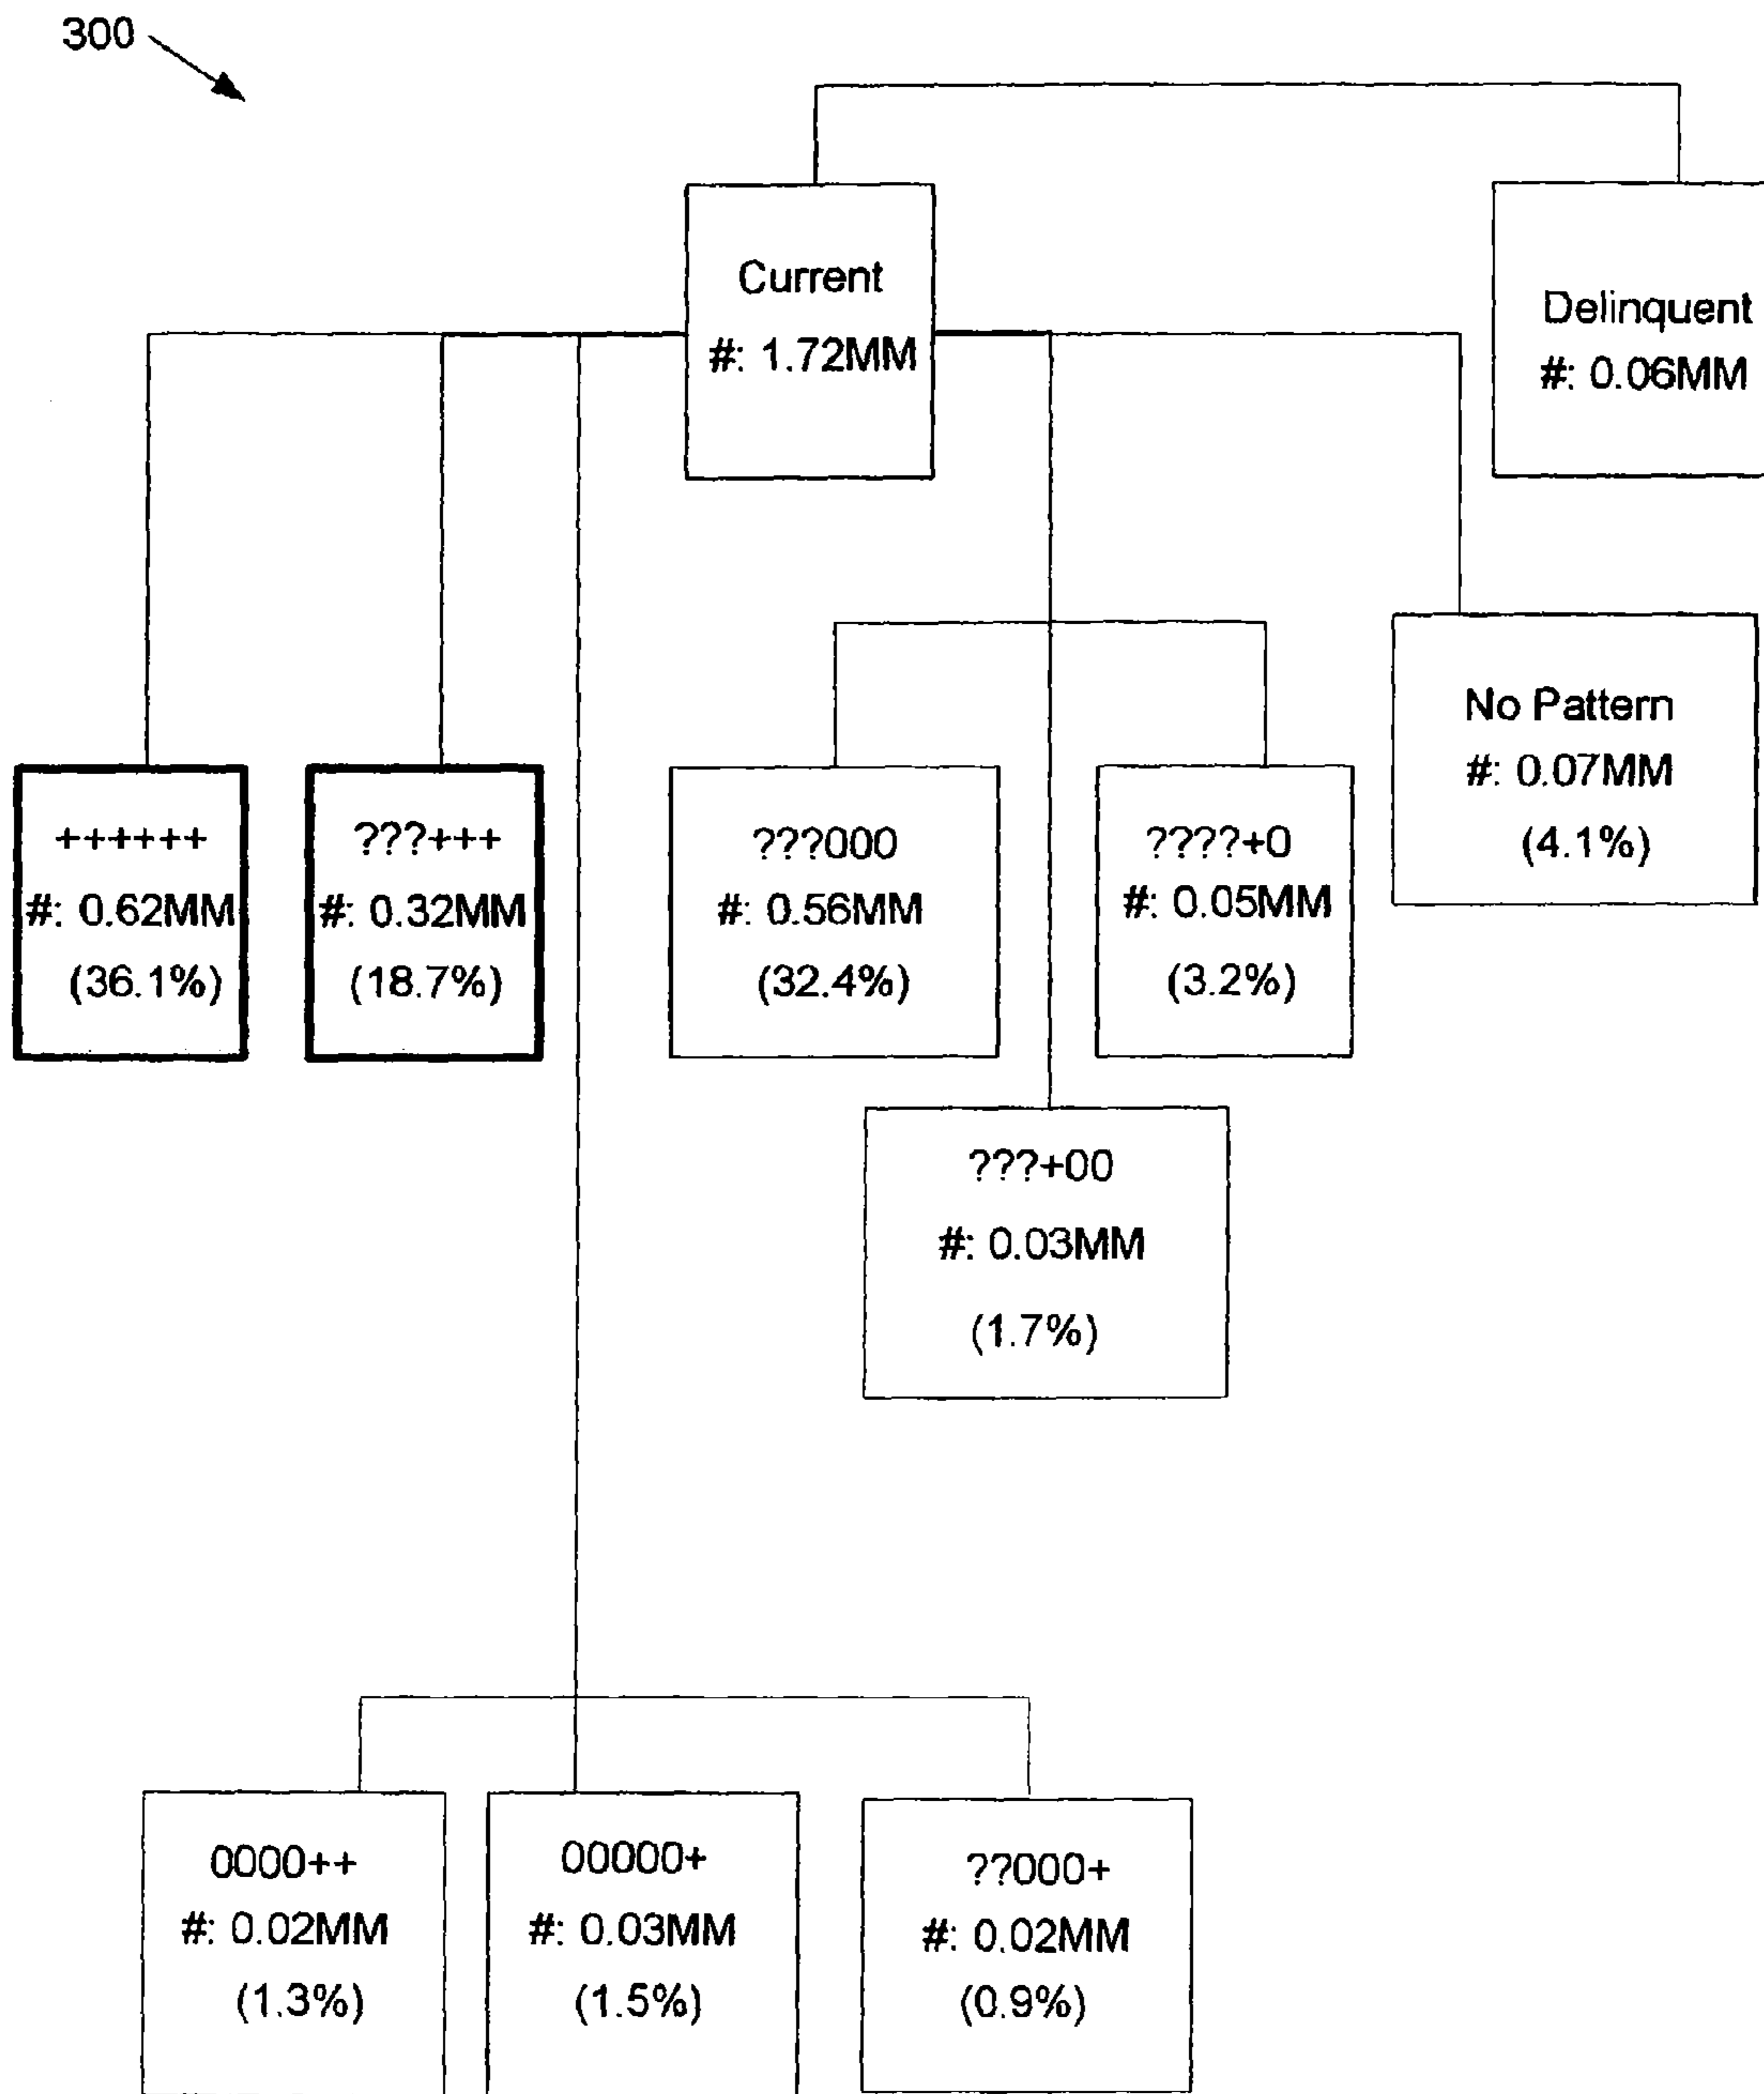 300
Current
#: 1.72MM
Delinquent
#: 0.06MM
++++++
#: 0.62MM
(36.1%)
???+++
#: 0.32MM
(18.7%)
???000
#: 0.56MM
(32.4%)
????+0
#: 0.05MM
(3.2%)
No Pattern
#: 0.07MM
(4.1%)
???+00
#: 0.03MM
(1.7%)
0000++
#: 0.02MM
(1.3%)
00000+
#: 0.03MM
(1.5%)
??000+
#: 0.02MM
(0.9%)